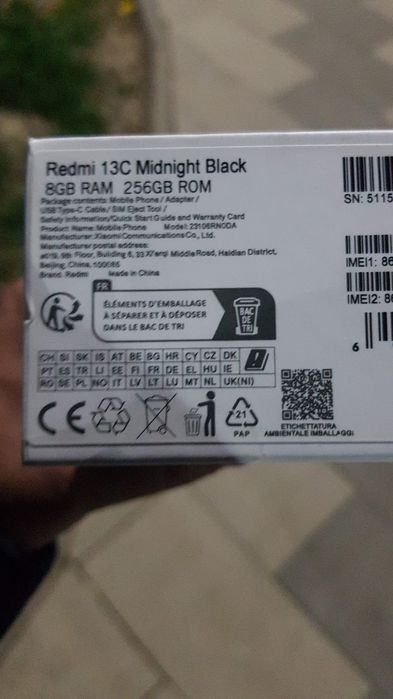 Redmi 13C Midnight Black
8GB RAM 256GB ROM
Package contents: Mobile Phone / Adapter /
USB Type-C Cable / SIM Eject Tool /
Safety Information/Quick Start Guide and Warranty Card
Product Name: Mobile Phone Model: 23106RN0DA
Manufacturer: Xiaomi Communications Co., Ltd.
Manufacturer postal address:
#019, 9th Floor, Building 6, 33 Xi'erqi Middle Road, Haidian District,
Beijing, China, 100085
Brand: Redmi Made in China
SN: 5115
IMEI1: 86
IMEI2: 86
6
FR
ÉLÉMENTS D'EMBALLAGE
À SÉPARER ET À DÉPOSER
DANS LE BAC DE TRI
BAC
DE
TRI
CH SI SK IS AT BE BG HR CY CZ DK
PT ES TR LI EE FI FR DE EL HU IE
RO SE PL NO IT LV LT LU MT NL UK(NI)
CE
21
PAP
ETICHETTATURA
AMBIENTALE IMBALLAGGI